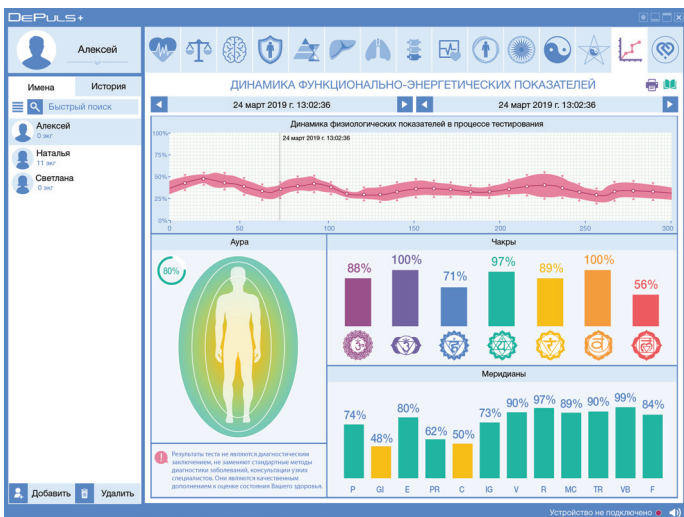 DEPULS+
Алексей
Имена
История
Быстрый поиск
Алексей
0 экг
Наталья
11 экг
Светлана
0 экг
Добавить
Удалить
ДИНАМИКА ФУНКЦИОНАЛЬНО-ЭНЕРГЕТИЧЕСКИХ ПОКАЗАТЕЛЕЙ
24 март 2019 г. 13:02:36
24 март 2019 г. 13:02:36
Динамика физиологических показателей в процессе тестирования
24 март 2019 г. 13:02:36
100%
75%
50%
25%
0%
0 50 100 150 200 250 300
Аура
80%
Результаты теста не являются диагностическим
заключением, не заменяют стандартные методы
диагностики заболеваний, консультации узких
специалистов. Они являются качественным
дополнением к оценке состояния Вашего здоровья.
Чакры
88% 100% 71% 97% 89% 100% 56%
Меридианы
74% 48% 80% 62% 50% 73% 90% 97% 89% 90% 99% 84%
P GI E PR C IG V R MC TR VB F
Устройство не подключено